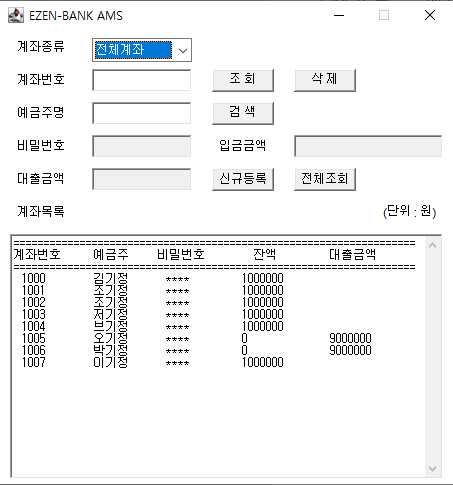 EZEN-BANK AMS
계좌종류 전체계좌
계좌번호 조 회 삭 제
예금주명 검 색
비밀번호 입금금액
대출금액 신규등록 전체조회
계좌목록 (단위 : 원)
계좌번호 예금주 비밀번호 잔액 대출금액
1000 김기정 **** 1000000
1001 조기정 **** 1000000
1002 조기정 **** 1000000
1003 저기정 **** 1000000
1004 브기정 **** 1000000
1005 오기정 **** 0 9000000
1006 박기정 **** 0 9000000
1007 이기정 **** 1000000